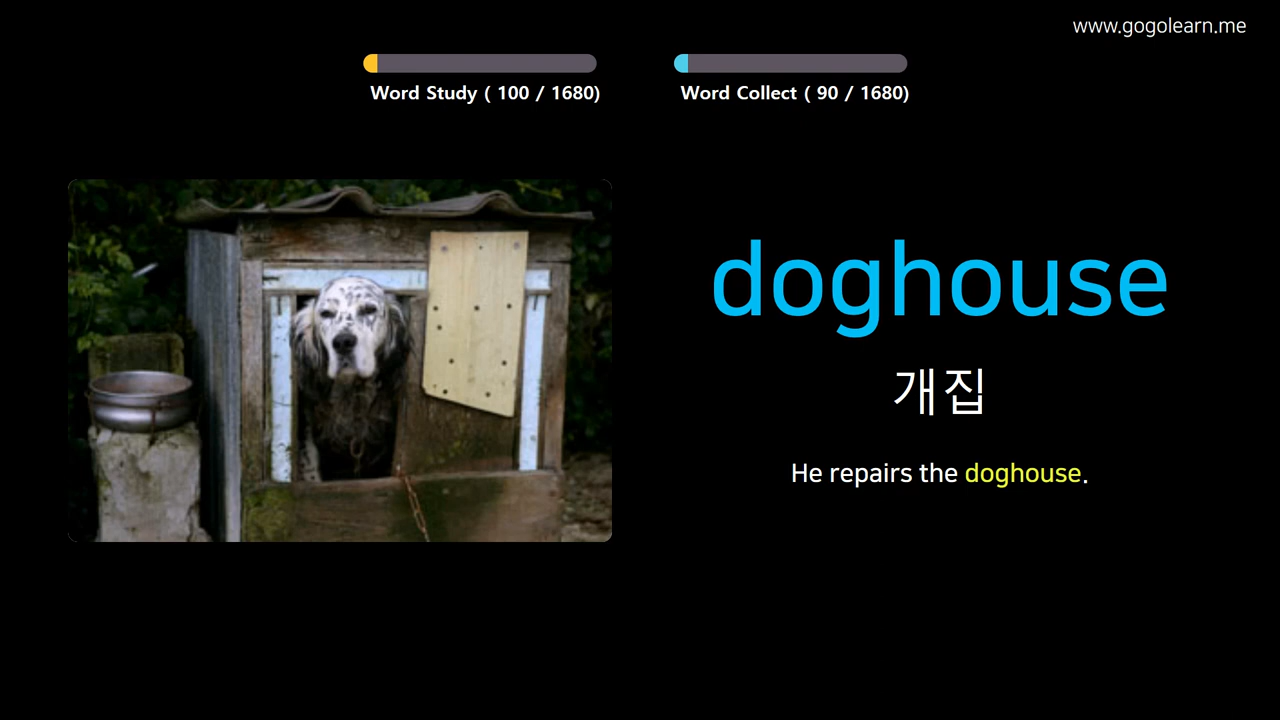 www.gogolearn.me
Word Study ( 100 / 1680)
Word Collect ( 90 / 1680)
doghouse
개집
He repairs the doghouse.